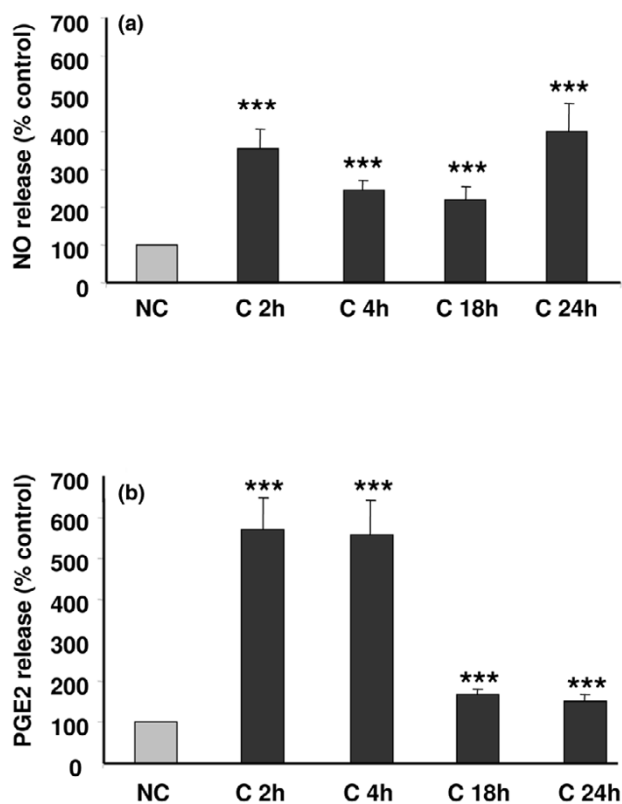 (a)
NO release (% control)
700
600
500
400
300
200
100
0
***
***
***
***
NC
C 2h
C 4h
C 18h
C 24h
(b)
PGE2 release (% control)
700
600
500
400
300
200
100
0
***
***
***
***
NC
C 2h
C 4h
C 18h
C 24h